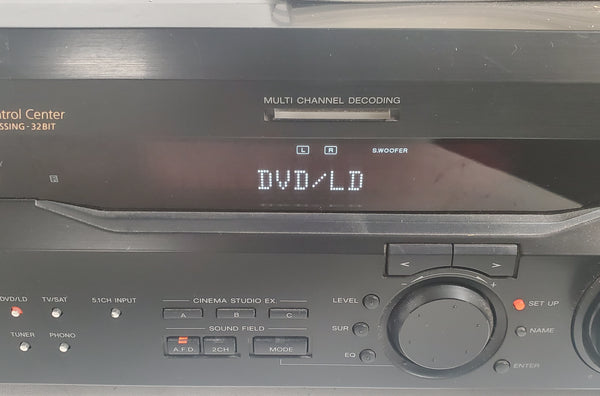 MULTI CHANNEL DECODING
ntrol Center
SSING-32BIT
L R S.WOOFER
DVD/LD
< >
- +
DVD/LD TV/SAT 5.1CH INPUT
CINEMA STUDIO EX.
A B C
LEVEL
SET UP
SOUND FIELD
SUR
NAME
TUNER PHONO
A.F.D 2CH MODE
EQ
ENTER